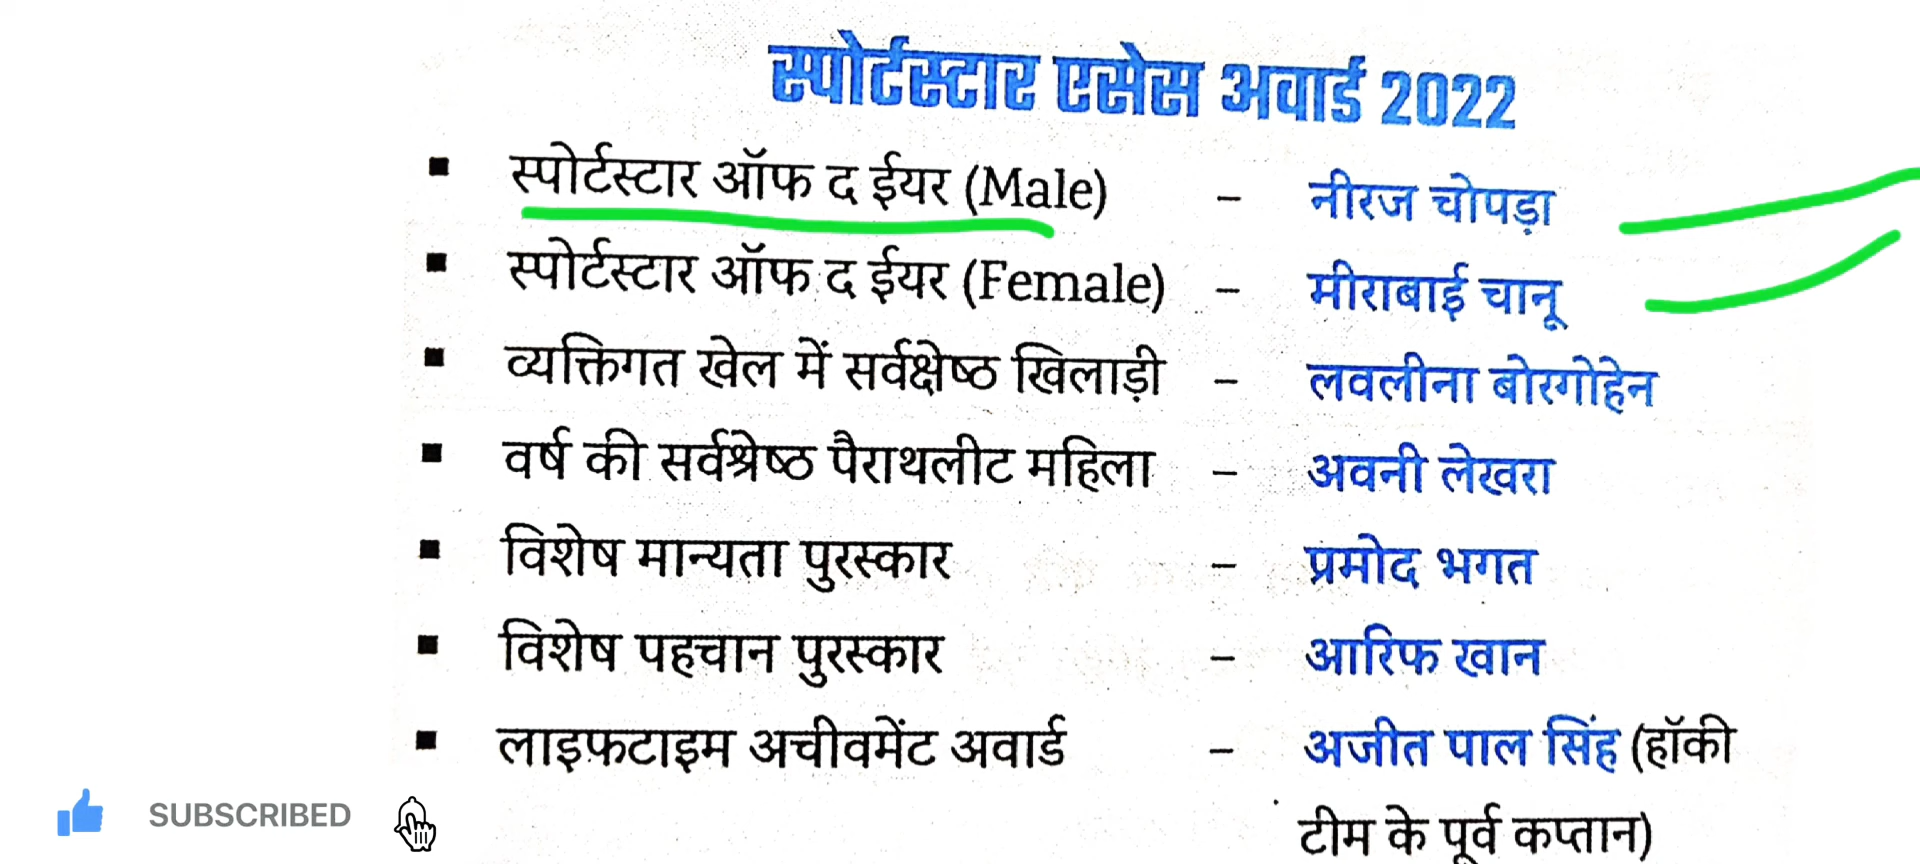 स्पोर्टस्टार एसेस अवार्ड 2022
▪ स्पोर्टस्टार ऑफ द ईयर (Male) – नीरज चोपड़ा
▪ स्पोर्टस्टार ऑफ द ईयर (Female) – मीराबाई चानू
▪ व्यक्तिगत खेल में सर्वक्षेष्ठ खिलाड़ी – लवलीना बोरगोहेन
▪ वर्ष की सर्वश्रेष्ठ पैराथलीट महिला – अवनी लेखरा
▪ विशेष मान्यता पुरस्कार – प्रमोद भगत
▪ विशेष पहचान पुरस्कार – आरिफ खान
▪ लाइफटाइम अचीवमेंट अवार्ड – अजीत पाल सिंह (हॉकी
टीम के पूर्व कप्तान)
SUBSCRIBED